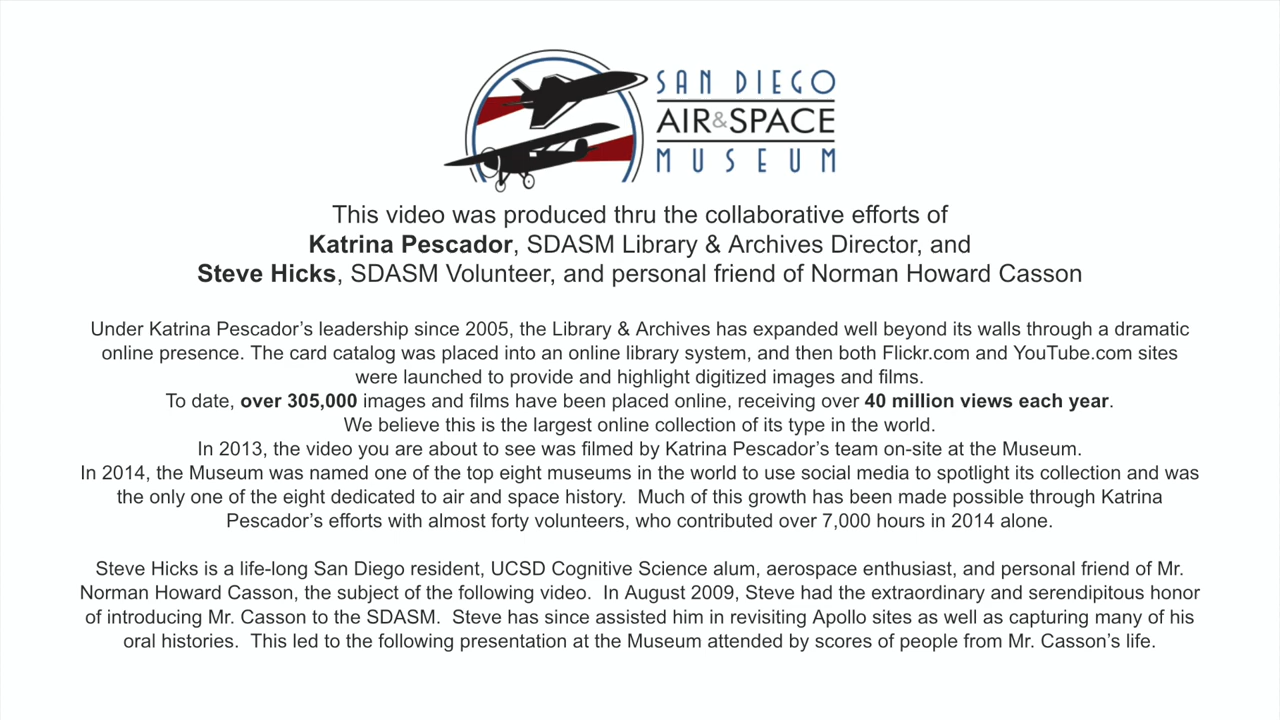 SAN DIEGO
AIR&SPACE
MUSEUM
This video was produced thru the collaborative efforts of
Katrina Pescador, SDASM Library & Archives Director, and
Steve Hicks, SDASM Volunteer, and personal friend of Norman Howard Casson
Under Katrina Pescador’s leadership since 2005, the Library & Archives has expanded well beyond its walls through a dramatic
online presence. The card catalog was placed into an online library system, and then both Flickr.com and YouTube.com sites
were launched to provide and highlight digitized images and films.
To date, over 305,000 images and films have been placed online, receiving over 40 million views each year.
We believe this is the largest online collection of its type in the world.
In 2013, the video you are about to see was filmed by Katrina Pescador’s team on-site at the Museum.
In 2014, the Museum was named one of the top eight museums in the world to use social media to spotlight its collection and was
the only one of the eight dedicated to air and space history.  Much of this growth has been made possible through Katrina
Pescador’s efforts with almost forty volunteers, who contributed over 7,000 hours in 2014 alone.
Steve Hicks is a life-long San Diego resident, UCSD Cognitive Science alum, aerospace enthusiast, and personal friend of Mr.
Norman Howard Casson, the subject of the following video.  In August 2009, Steve had the extraordinary and serendipitous honor
of introducing Mr. Casson to the SDASM.  Steve has since assisted him in revisiting Apollo sites as well as capturing many of his
oral histories.  This led to the following presentation at the Museum attended by scores of people from Mr. Casson’s life.